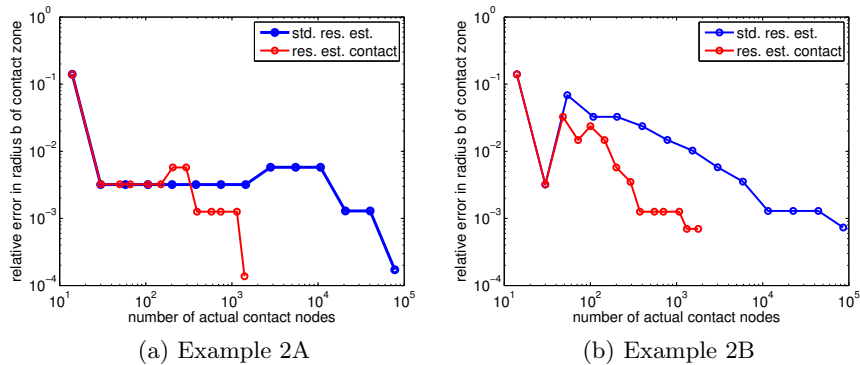 10^0
10^-1
10^-2
10^-3
10^-4
relative error in radius b of contact zone
std. res. est.
res. est. contact
10^1 10^2 10^3 10^4 10^5
number of actual contact nodes
(a) Example 2A
10^0
10^-1
10^-2
10^-3
10^-4
relative error in radius b of contact zone
std. res. est.
res. est. contact
10^1 10^2 10^3 10^4 10^5
number of actual contact nodes
(b) Example 2B